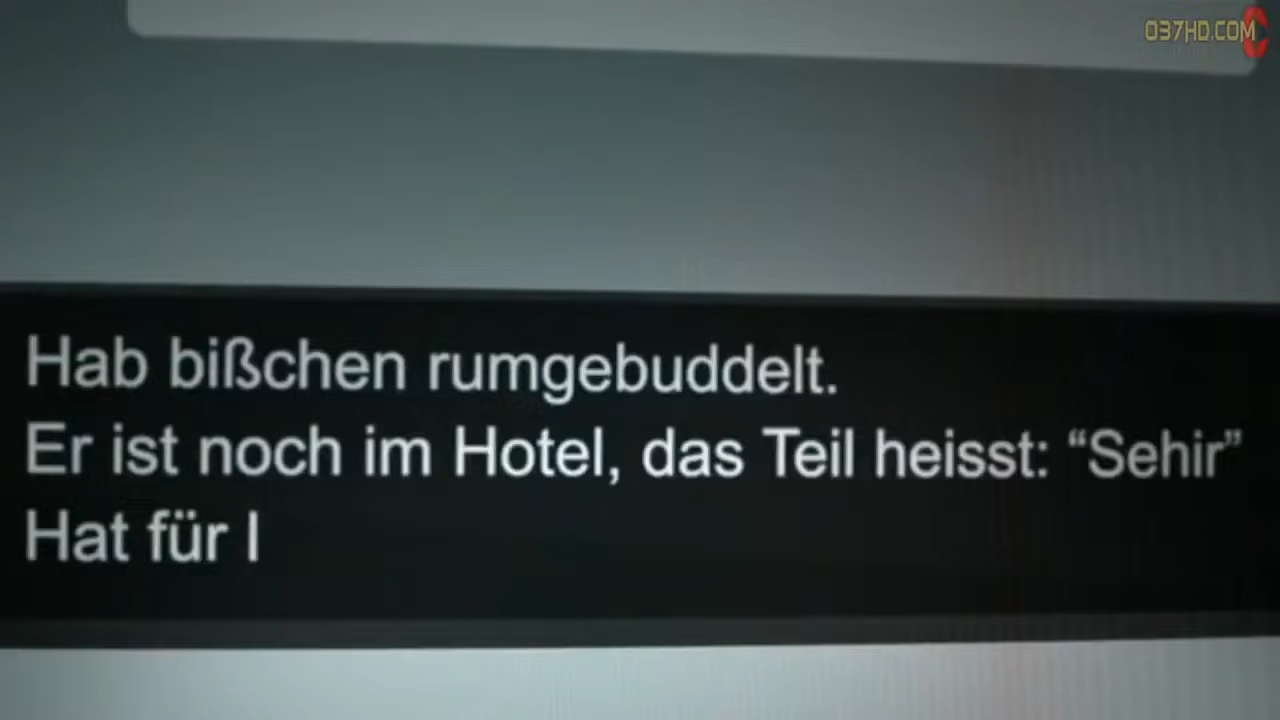 037HD.COM
Hab bißchen rumgebuddelt.
Er ist noch im Hotel, das Teil heisst: “Sehir”
Hat für l